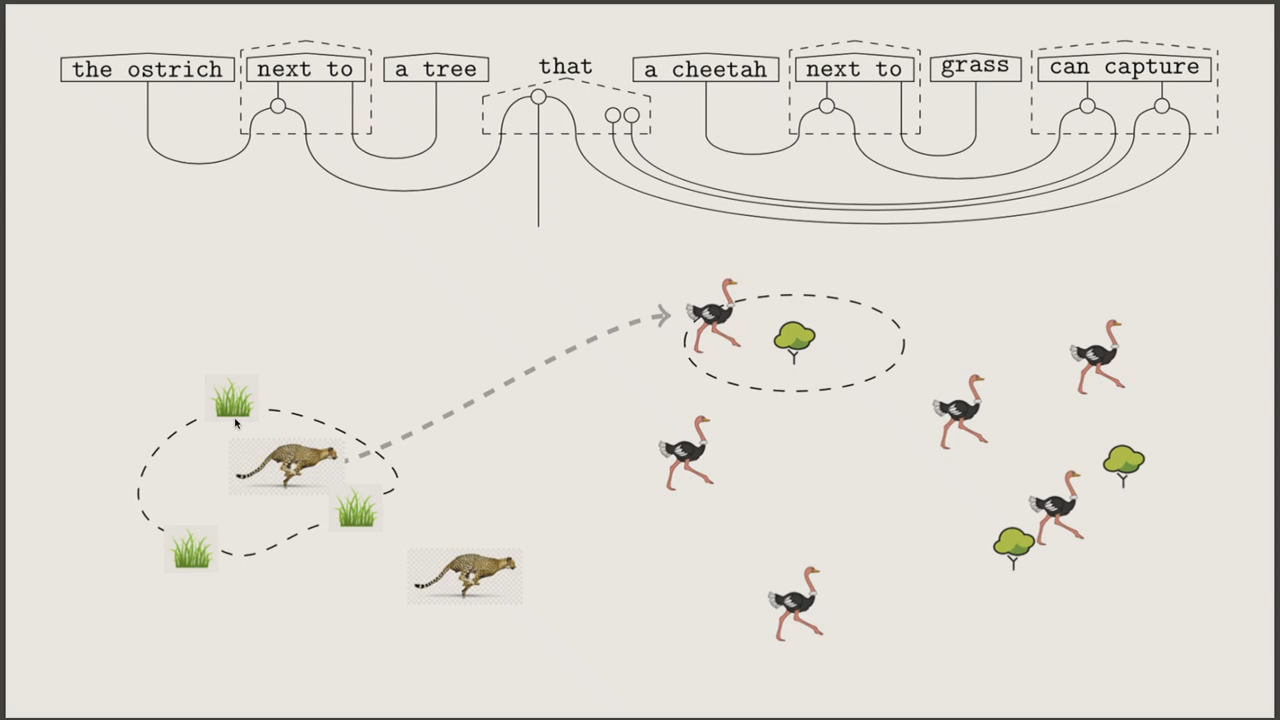 the ostrich next to a tree that a cheetah next to grass can capture